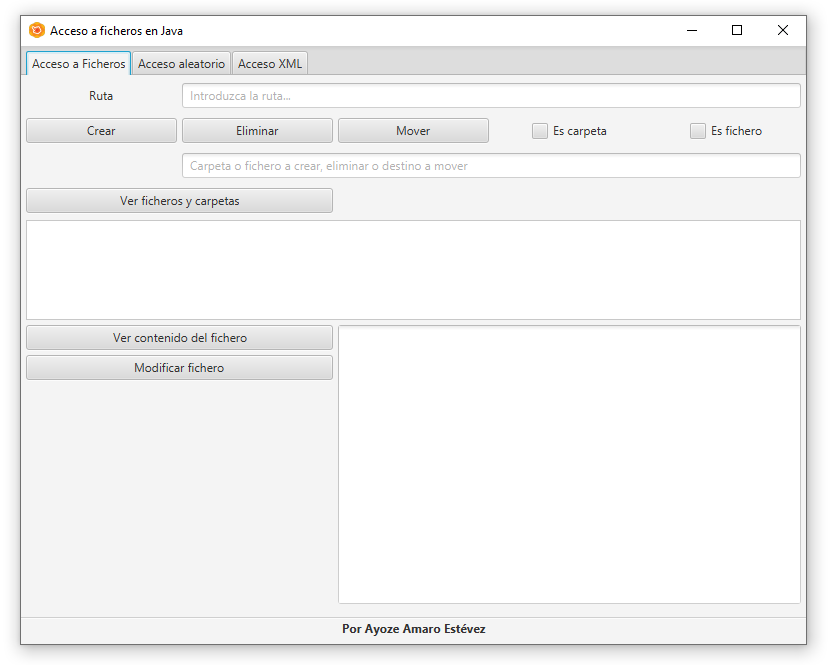 Acceso a ficheros en Java
Acceso a Ficheros Acceso aleatorio Acceso XML
Ruta Introduzca la ruta...
Crear Eliminar Mover Es carpeta Es fichero
Carpeta o fichero a crear, eliminar o destino a mover
Ver ficheros y carpetas
Ver contenido del fichero
Modificar fichero
Por Ayoze Amaro Estévez